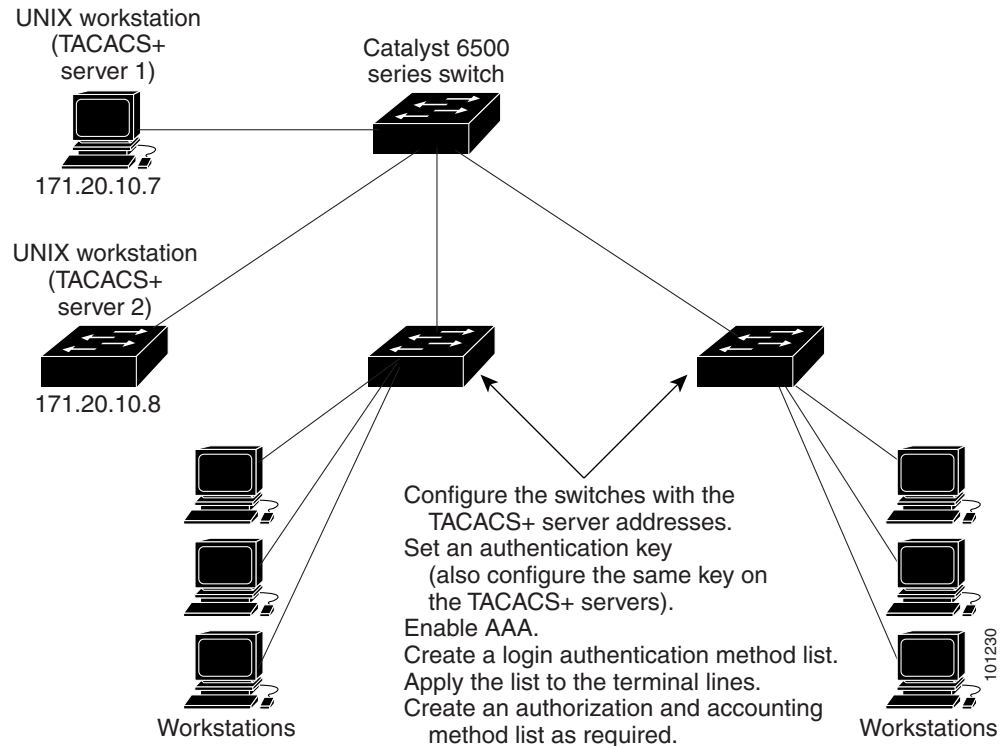 UNIX workstation
(TACACS+
server 1)
Catalyst 6500
series switch
171.20.10.7
UNIX workstation
(TACACS+
server 2)
171.20.10.8
Configure the switches with the
TACACS+ server addresses.
Set an authentication key
(also configure the same key on
the TACACS+ servers).
Enable AAA.
Create a login authentication method list.
Apply the list to the terminal lines.
Create an authorization and accounting
method list as required.
Workstations
Workstations
101230